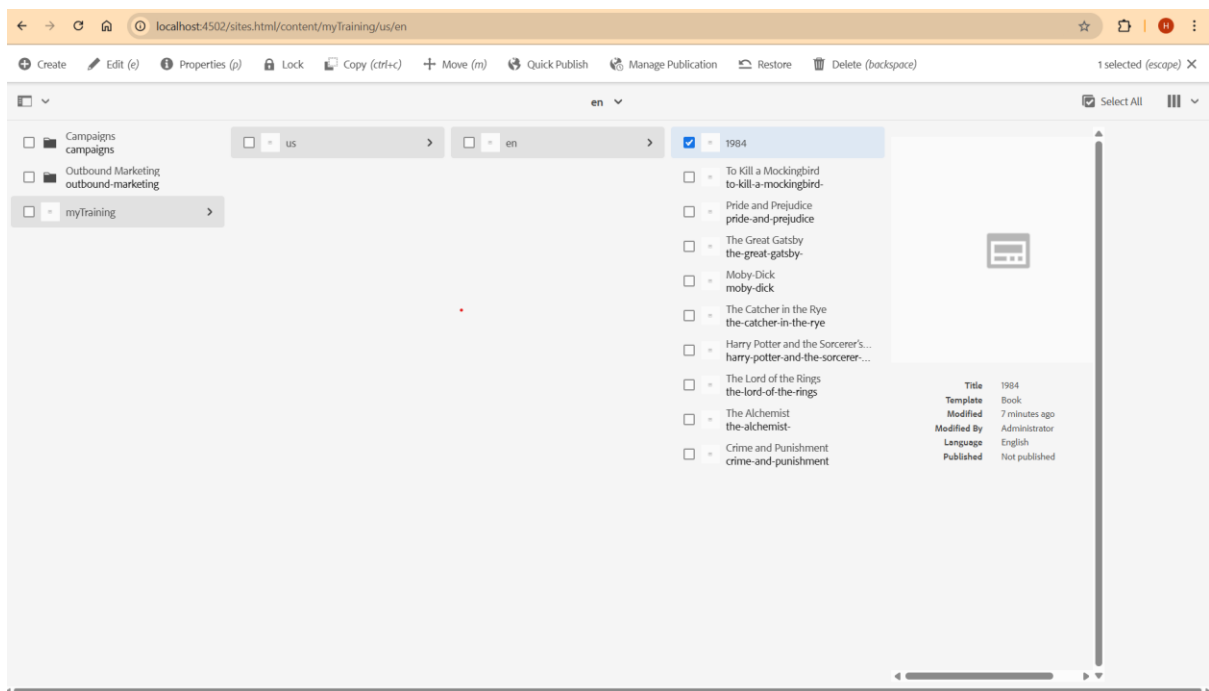 localhost:4502/sites.html/content/myTraining/us/en
H
Create Edit (e) Properties (p) Lock Copy (ctrl+c) Move (m) Quick Publish Manage Publication Restore Delete (backspace) 1 selected (escape)
en Select All
Campaigns
campaigns
Outbound Marketing
outbound-marketing
myTraining
us
en
1984
To Kill a Mockingbird
to-kill-a-mockingbird-
Pride and Prejudice
pride-and-prejudice
The Great Gatsby
the-great-gatsby-
Moby-Dick
moby-dick
The Catcher in the Rye
the-catcher-in-the-rye
Harry Potter and the Sorcerer's...
harry-potter-and-the-sorcerer-...
The Lord of the Rings
the-lord-of-the-rings
The Alchemist
the-alchemist-
Crime and Punishment
crime-and-punishment
Title 1984
Template Book
Modified 7 minutes ago
Modified By Administrator
Language English
Published Not published